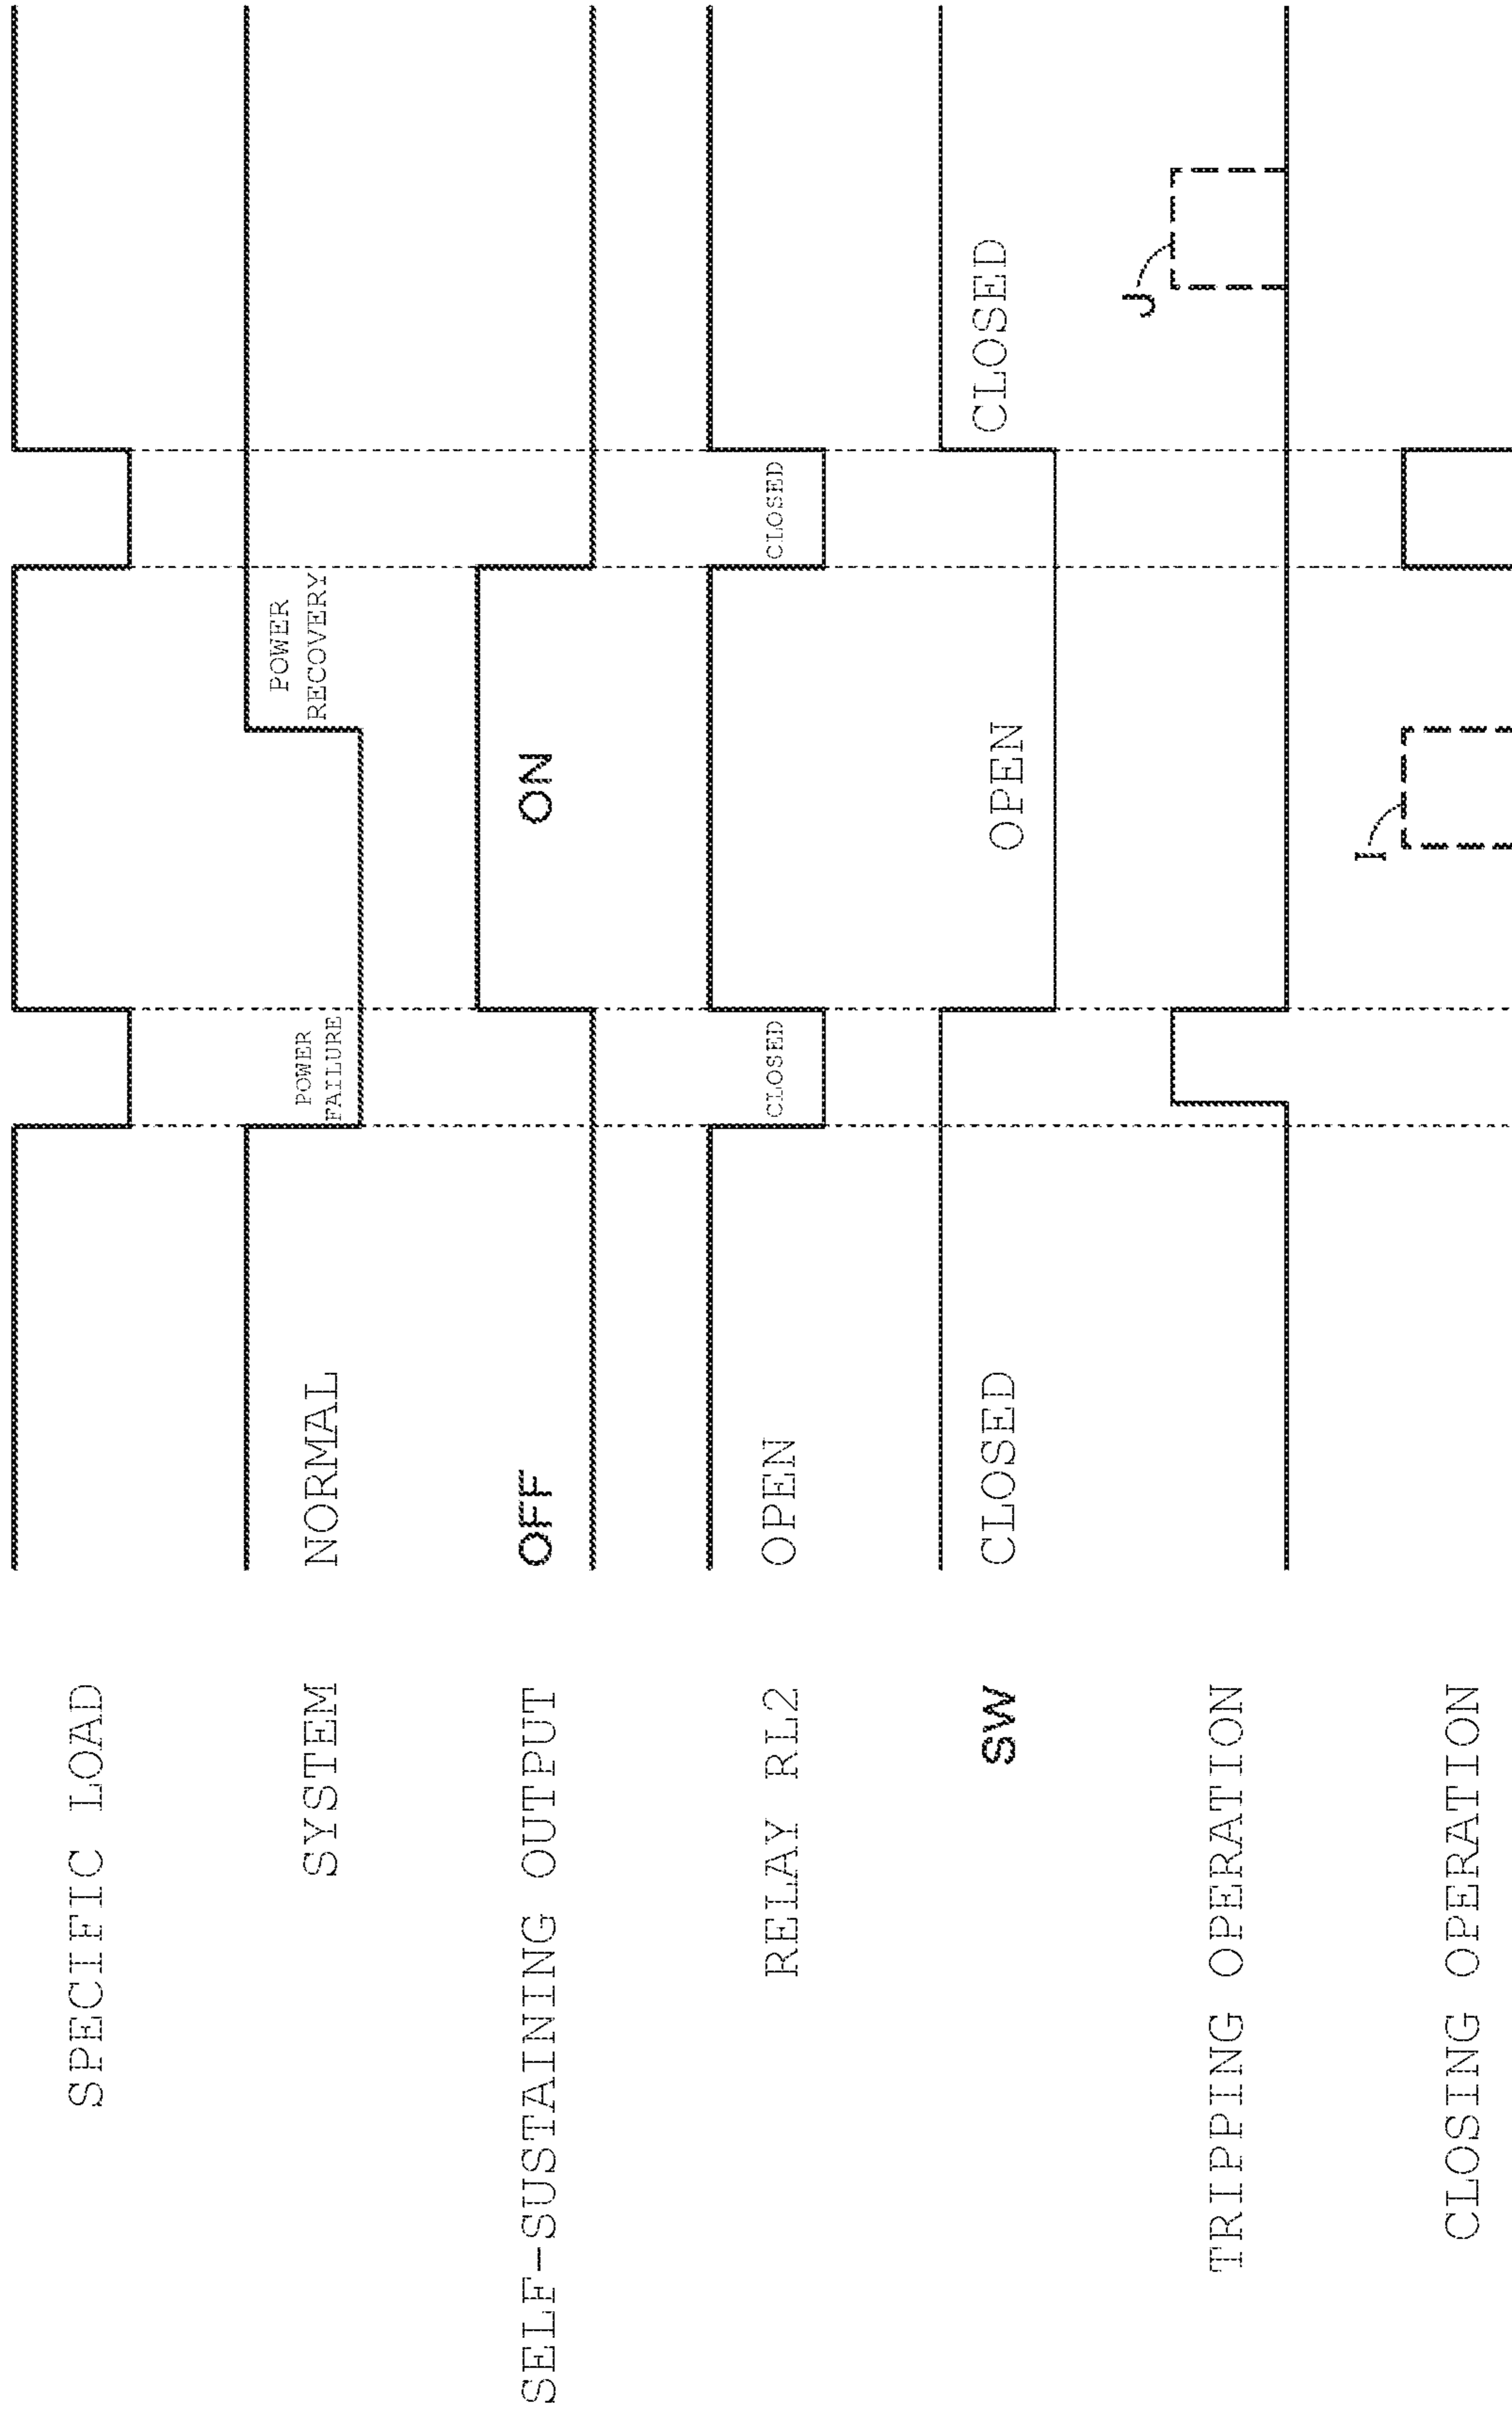 SPECIFIC LOAD
SYSTEM
NORMAL
POWER
FAILURE
POWER
RECOVERY
SELF-SUSTAINING OUTPUT
OFF
ON
RELAY RL2
OPEN
CLOSED
CLOSED
SW
CLOSED
OPEN
CLOSED
TRIPPING OPERATION
J
CLOSING OPERATION
I